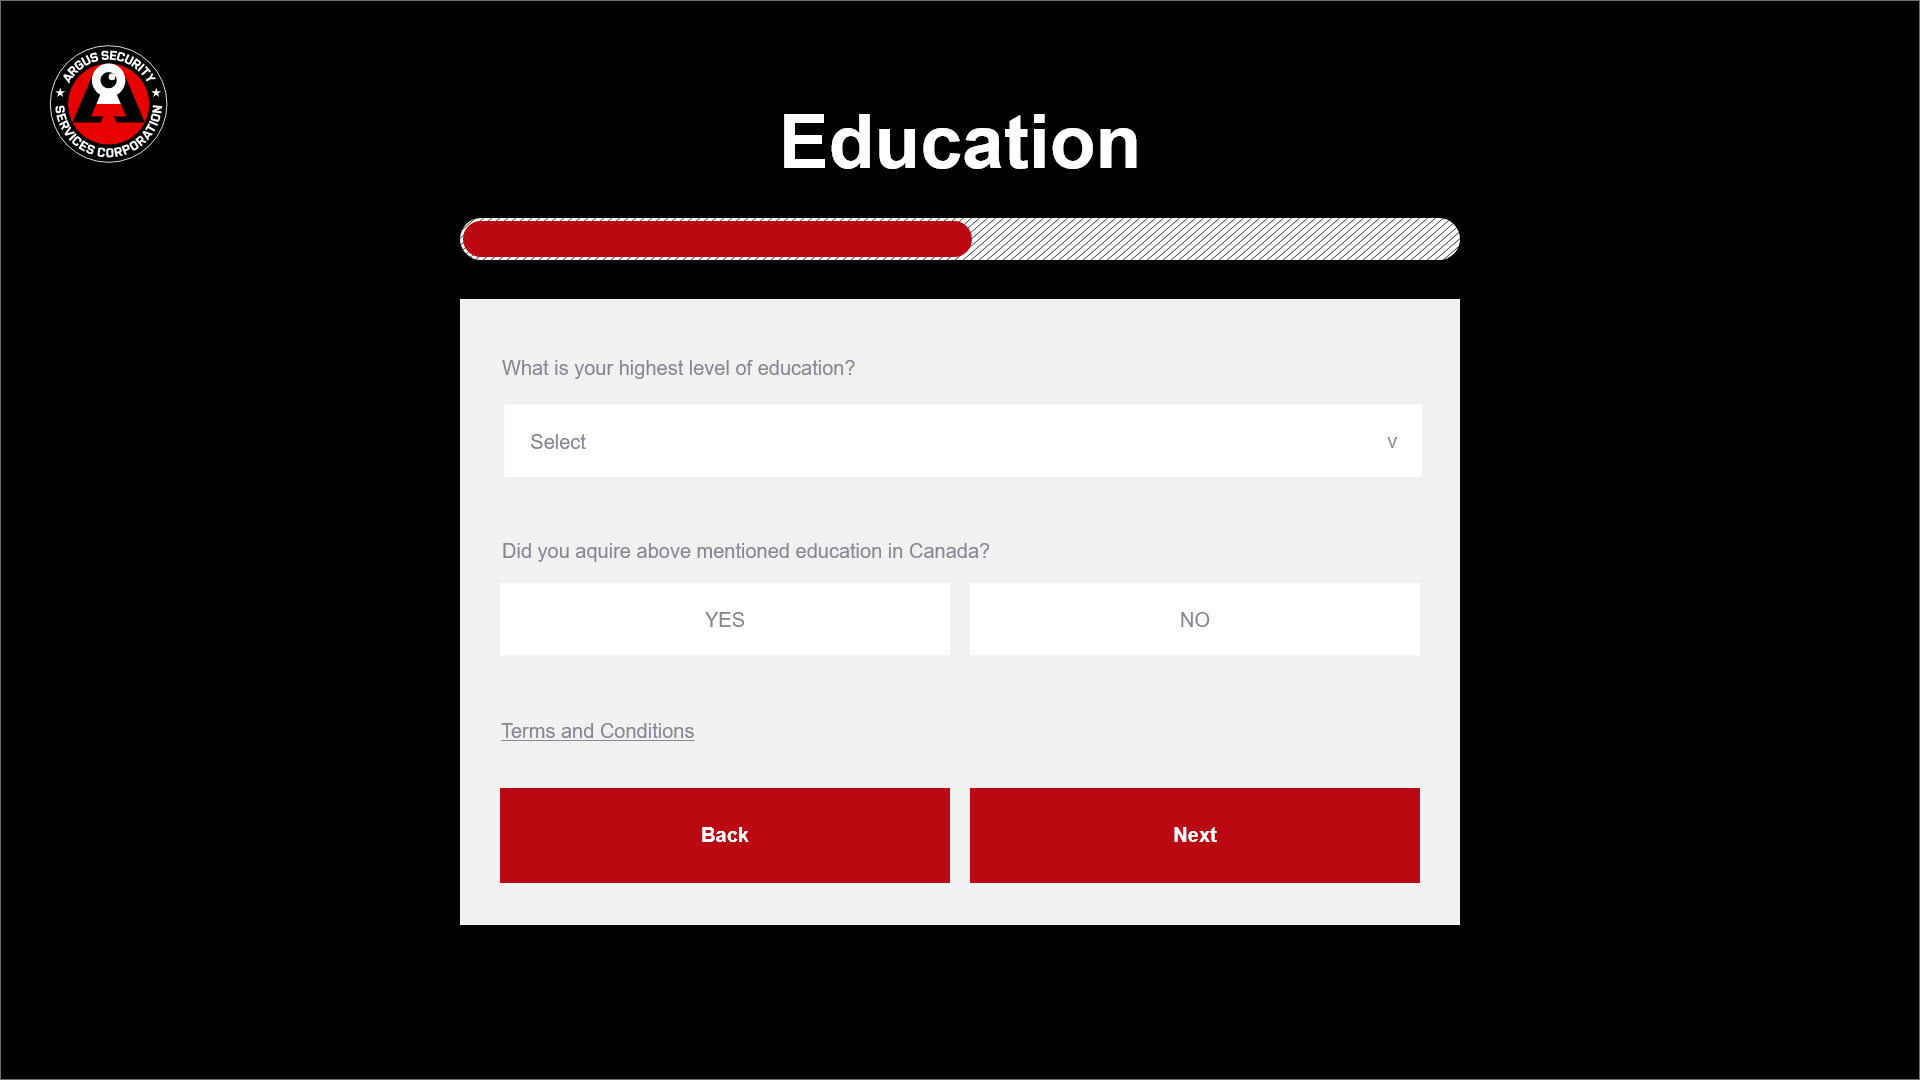 ARGUS SECURITY
SERVICES CORPORATION
Education
What is your highest level of education?
Select v
Did you aquire above mentioned education in Canada?
YES NO
Terms and Conditions
Back Next